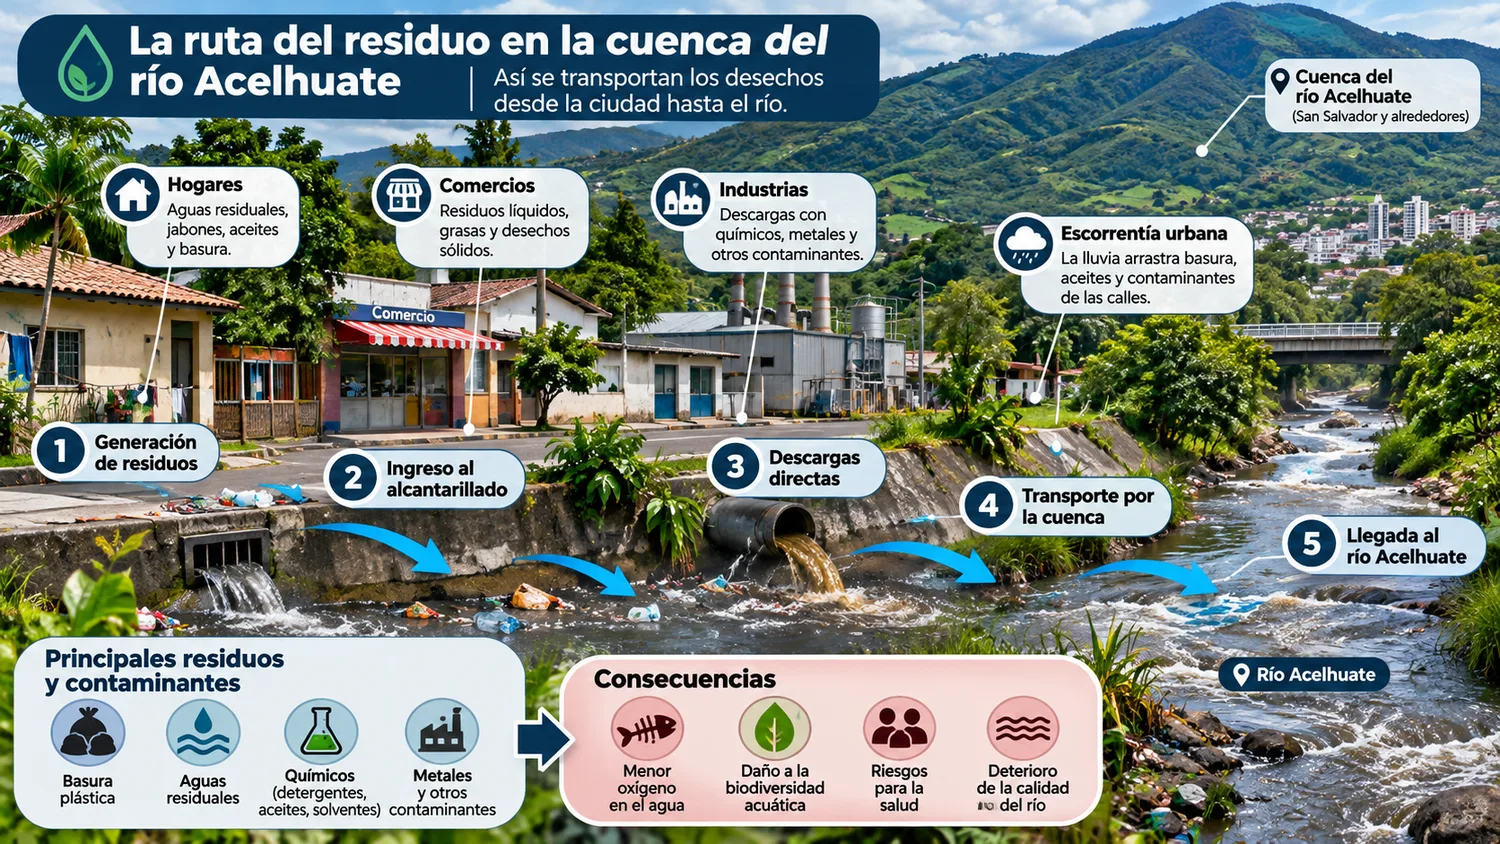 La ruta del residuo en la cuenca del
río Acelhuate
Así se transportan los desechos
desde la ciudad hasta el río.
Cuenca del
río Acelhuate
(San Salvador y alrededores)
Hogares
Aguas residuales,
jabones, aceites
y basura.
Comercios
Residuos líquidos,
grasas y desechos
sólidos.
Industrias
Descargas con
químicos, metales y
otros contaminantes.
Escorrentía urbana
La lluvia arrastra basura,
aceites y contaminantes
de las calles.
Comercio
1 Generación
de residuos
2 Ingreso al
alcantarillado
3 Descargas
directas
4 Transporte por
la cuenca
5 Llegada al
río Acelhuate
Río Acelhuate
Principales residuos
y contaminantes
Basura
plástica
Aguas
residuales
Químicos
(detergentes,
aceites, solventes)
Metales
y otros
contaminantes
Consecuencias
Menor
oxígeno
en el agua
Daño a la
biodiversidad
acuática
Riesgos
para la
salud
Deterioro
de la calidad
del río